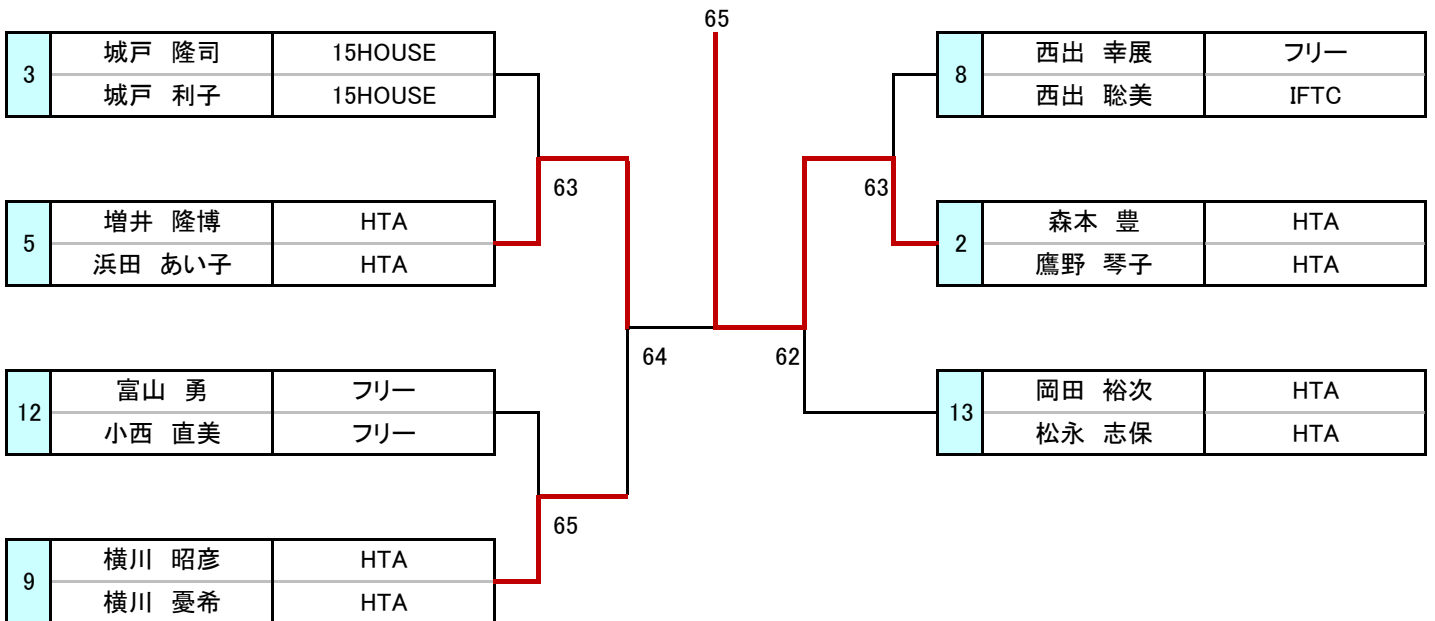 65
3
城戸 隆司 15HOUSE
城戸 利子 15HOUSE
63
5
増井 隆博 HTA
浜田 あい子 HTA
64
12
富山 勇 フリー
小西 直美 フリー
65
9
横川 昭彦 HTA
横川 憂希 HTA
8
西出 幸展 フリー
西出 聡美 IFTC
63
2
森本 豊 HTA
鷹野 琴子 HTA
62
13
岡田 裕次 HTA
松永 志保 HTA